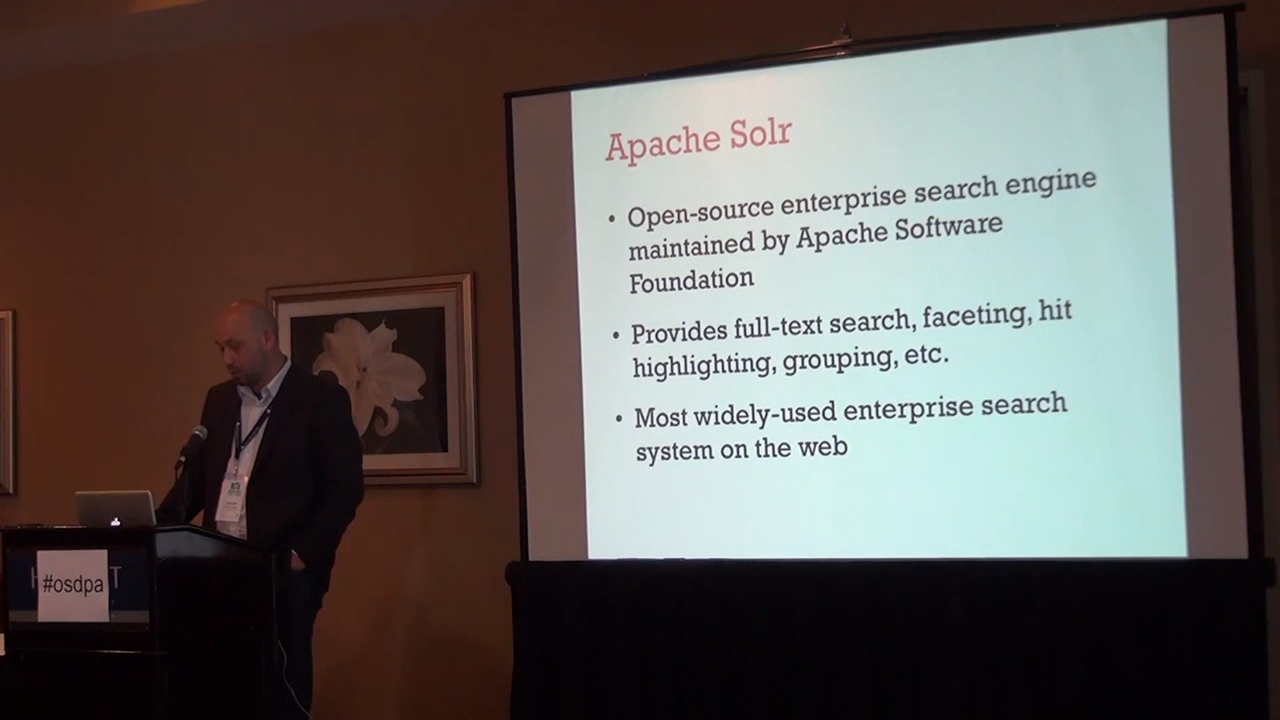 Apache Solr
• Open-source enterprise search engine
maintained by Apache Software
Foundation
• Provides full-text search, faceting, hit
highlighting, grouping, etc.
• Most widely-used enterprise search
system on the web
#osdpa